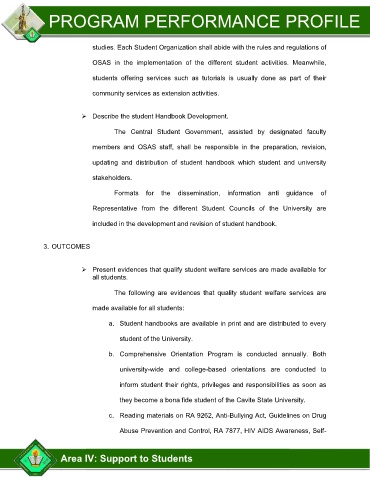 PROGRAM PERFORMANCE PROFILE
studies. Each Student Organization shall abide with the rules and regulations of
OSAS in the implementation of the different student activities. Meanwhile,
students offering services such as tutorials is usually done as part of their
community services as extension activities.
➢ Describe the student Handbook Development.
The Central Student Government, assisted by designated faculty
members and OSAS staff, shall be responsible in the preparation, revision,
updating and distribution of student handbook which student and university
stakeholders.
Formats for the dissemination, information anti guidance of
Representative from the different Student Councils of the University are
included in the development and revision of student handbook.
3. OUTCOMES
➢ Present evidences that qualify student welfare services are made available for
all students.
The following are evidences that quality student welfare services are
made available for all students:
a. Student handbooks are available in print and are distributed to every
student of the University.
b. Comprehensive Orientation Program is conducted annually. Both
university-wide and college-based orientations are conducted to
inform student their rights, privileges and responsibilities as soon as
they become a bona fide student of the Cavite State University.
c. Reading materials on RA 9262, Anti-Bullying Act, Guidelines on Drug
Abuse Prevention and Control, RA 7877, HIV AIDS Awareness, Self-
Area IV: Support to Students